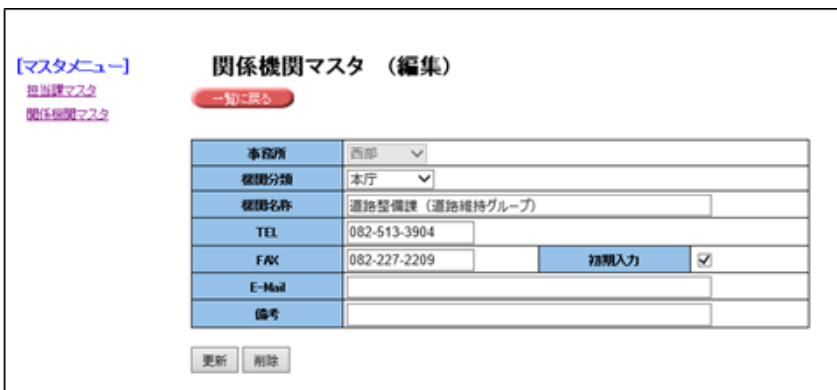 [マスタメニュー]
担当課マスタ
関係機関マスタ
関係機関マスタ （編集）
一覧に戻る
事務所 西部
機関分類 本庁
機関名称 道路整備課（道路維持グループ）
TEL 082-513-3904
FAX 082-227-2209 初期入力
E-Mail
備考
更新 削除